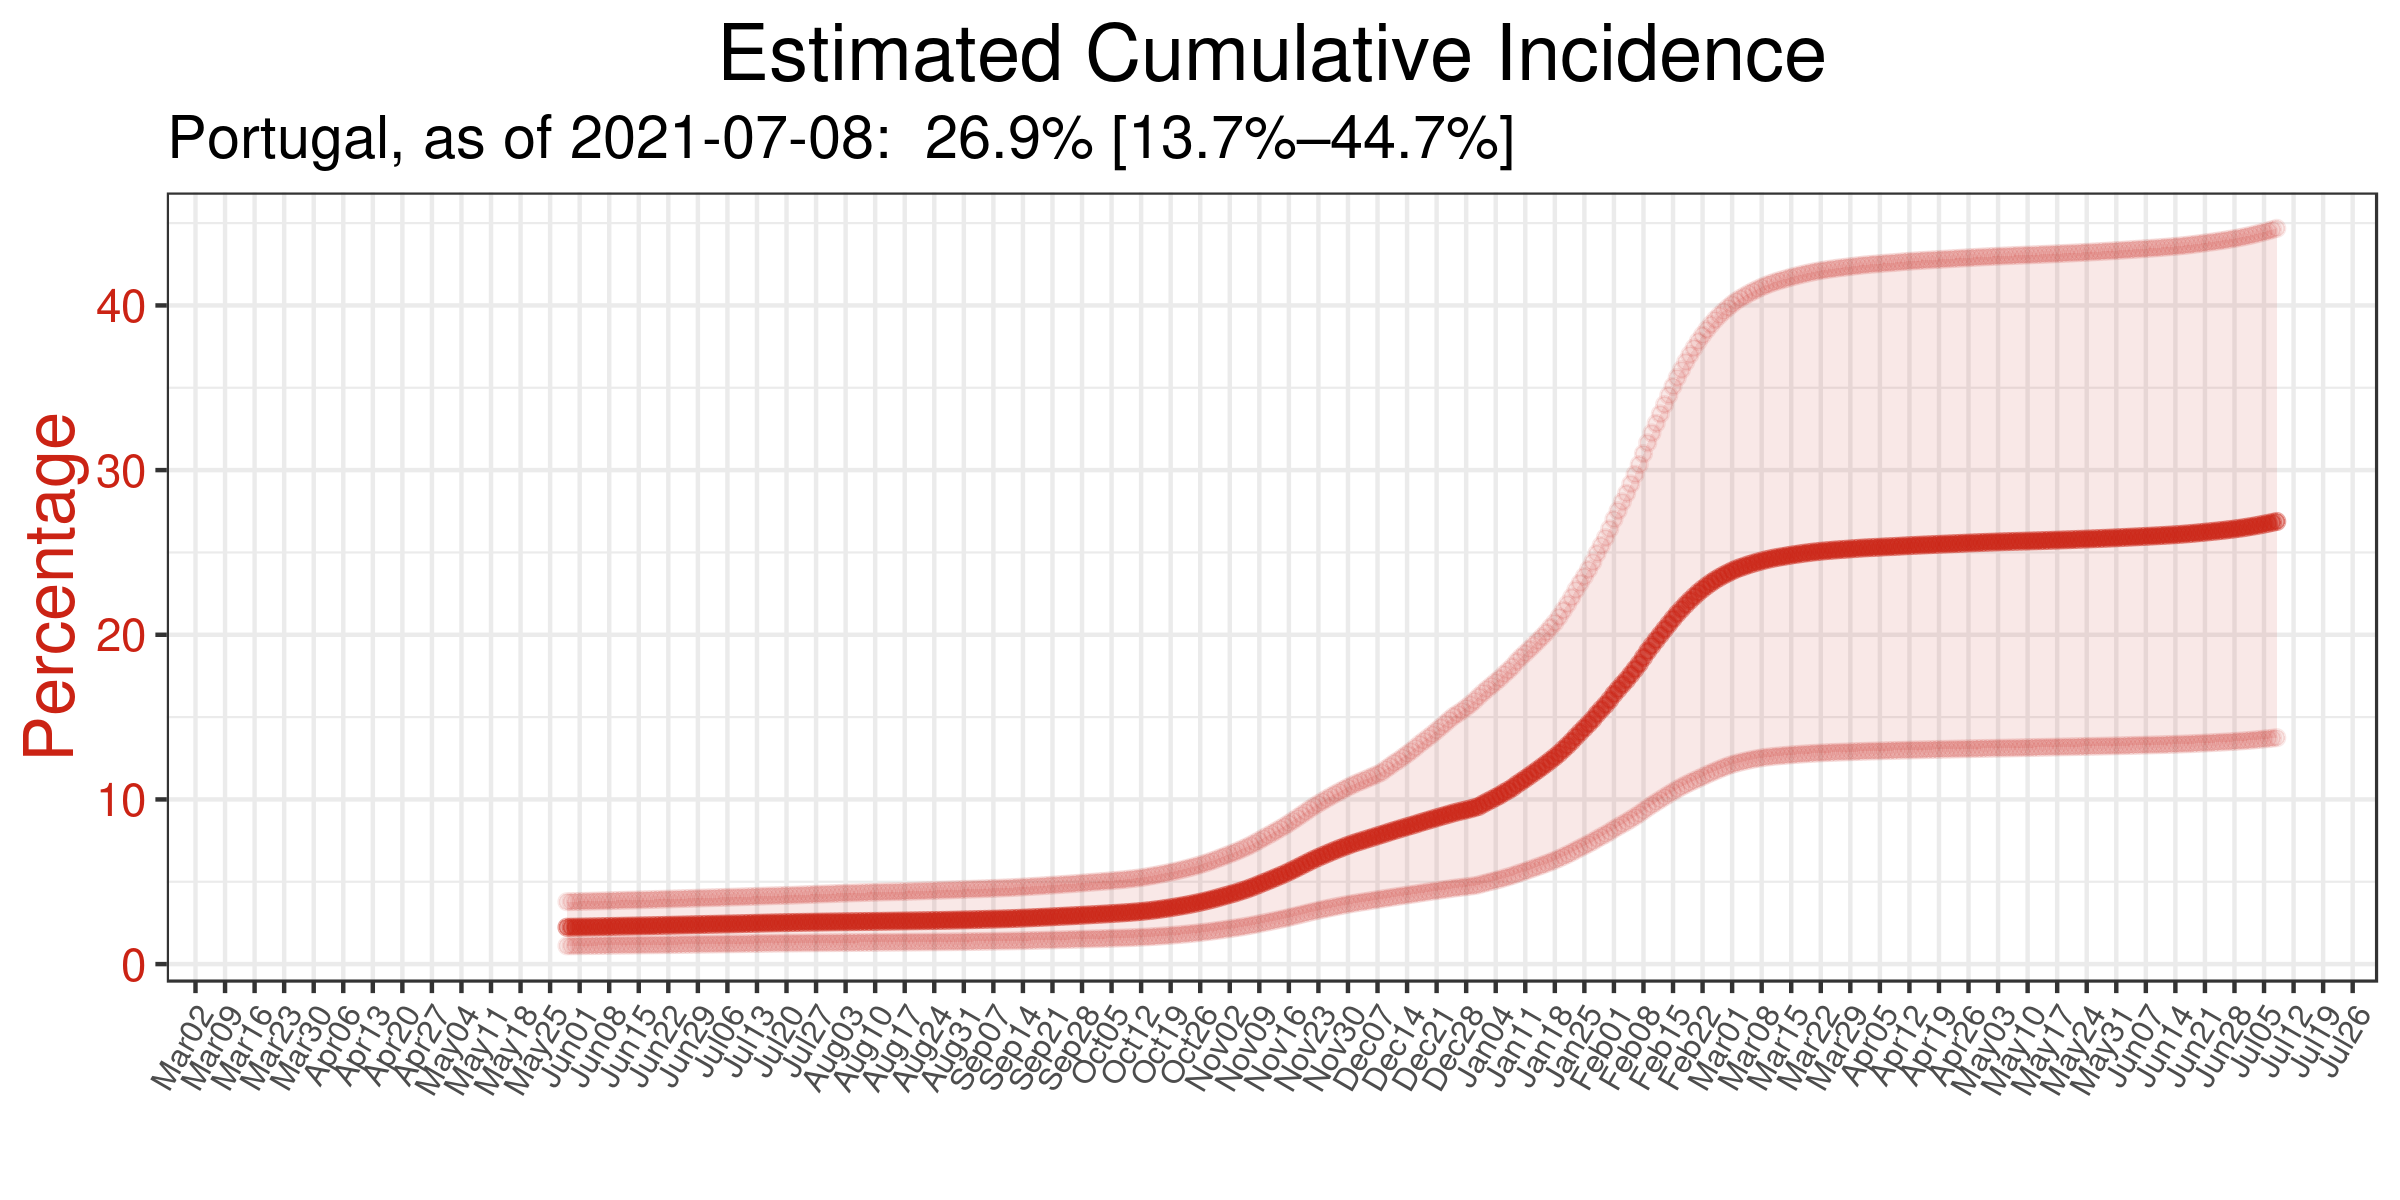 Estimated Cumulative Incidence
Portugal, as of 2021-07-08:  26.9% [13.7%–44.7%]
Percentage
40
30
20
10
0
Mar02
Mar09
Mar16
Mar23
Mar30
Apr06
Apr13
Apr20
Apr27
May04
May11
May18
May25
Jun01
Jun08
Jun15
Jun22
Jun29
Jul06
Jul13
Jul20
Jul27
Aug03
Aug10
Aug17
Aug24
Aug31
Sep07
Sep14
Sep21
Sep28
Oct05
Oct12
Oct19
Oct26
Nov02
Nov09
Nov16
Nov23
Nov30
Dec07
Dec14
Dec21
Dec28
Jan04
Jan11
Jan18
Jan25
Feb01
Feb08
Feb15
Feb22
Mar01
Mar08
Mar15
Mar22
Mar29
Apr05
Apr12
Apr19
Apr26
May03
May10
May17
May24
May31
Jun07
Jun14
Jun21
Jun28
Jul05
Jul12
Jul19
Jul26